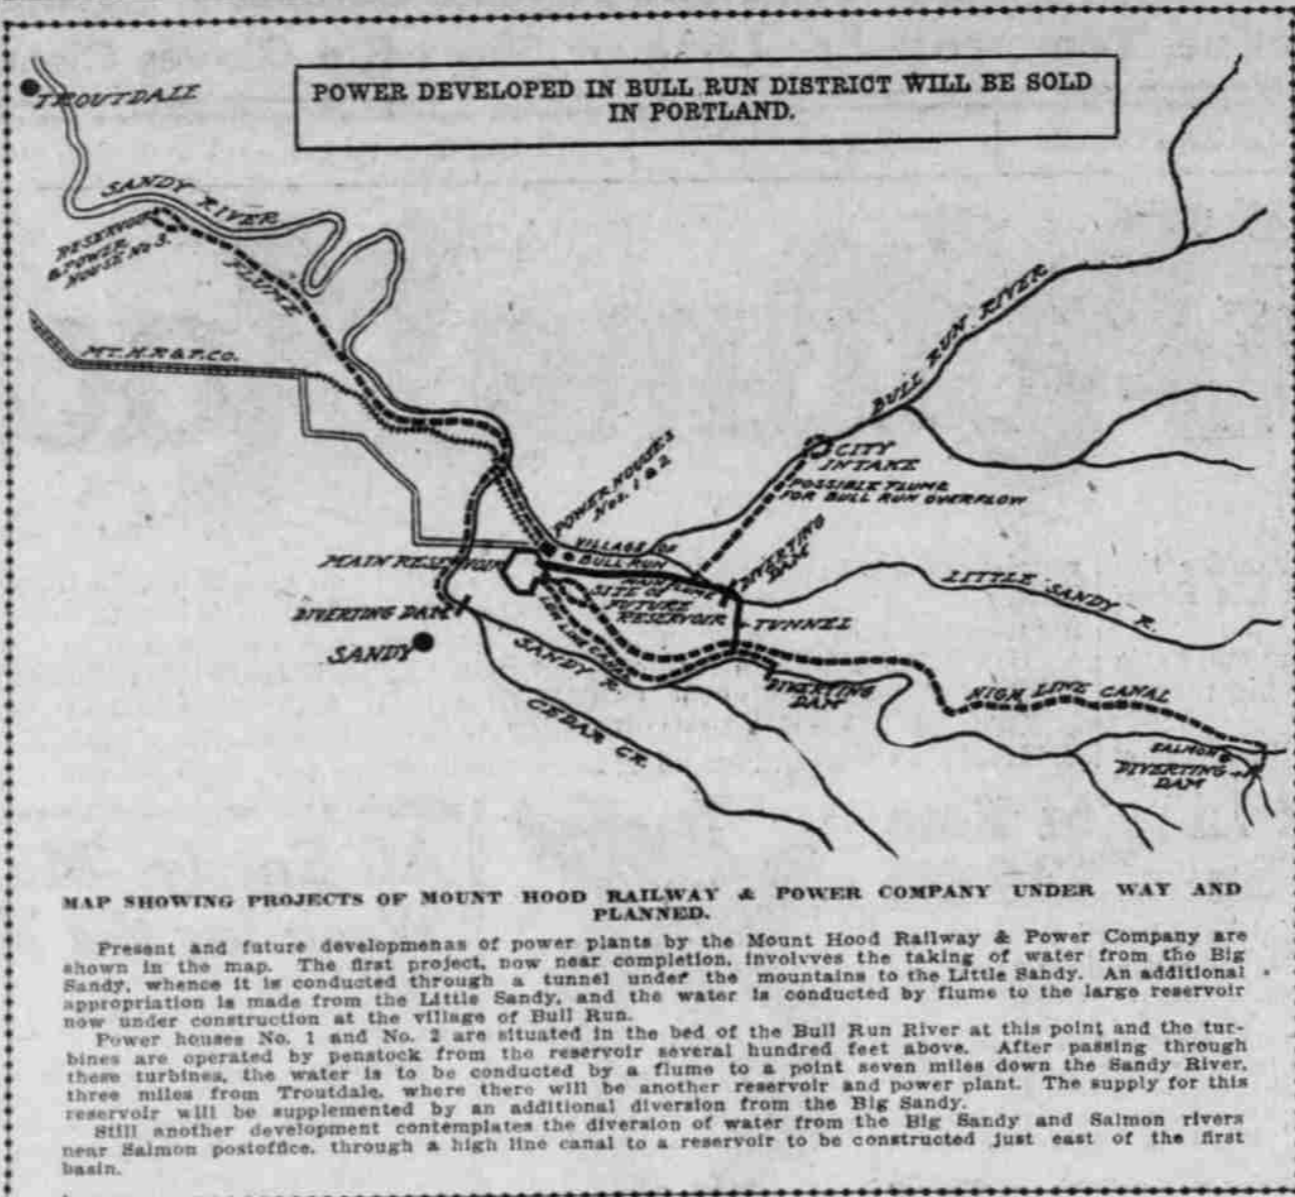 POWER DEVELOPED IN BULL RUN DISTRICT WILL BE SOLD
IN PORTLAND.
TROUTDALE
SANDY RIVER
RESERVOIR
& POWER
HOUSE No 3.
FLUME
MT. H. R & P. CO.
BULL RUN RIVER
CITY
INTAKE
POSSIBLE FLUME
FOR BULL RUN OVERFLOW
POWER HOUSES
Nos. 1 & 2
VILLAGE OF
BULL RUN
MAIN RESERVOIR
MAIN FLUME
DIVERTING
DAM
SITE OF
FUTURE
RESERVOIR
LITTLE SANDY R.
TUNNEL
DIVERTING DAM
SANDY
HIGH LINE CANAL
SANDY R.
DIVERTING
DAM
HIGH LINE CANAL
CEDAR CR.
SALMON
DIVERTING
DAM
MAP SHOWING PROJECTS OF MOUNT HOOD RAILWAY & POWER COMPANY UNDER WAY AND
PLANNED.
Present and future developmenas of power plants by the Mount Hood Railway & Power Company are
shown in the map. The first project, now near completion, involvves the taking of water from the Big
Sandy, whence it is conducted through a tunnel under the mountains to the Little Sandy. An additional
appropriation is made from the Little Sandy, and the water is conducted by flume to the large reservoir
now under construction at the village of Bull Run.
Power houses No. 1 and No. 2 are situated in the bed of the Bull Run River at this point and the tur-
bines are operated by penstock from the reservoir several hundred feet above. After passing through
these turbines, the water is to be conducted by a flume to a point seven miles down the Sandy River,
three miles from Troutdale, where there will be another reservoir and power plant. The supply for this
reservoir will be supplemented by an additional diversion from the Big Sandy.
Still another development contemplates the diversion of water from the Big Sandy and Salmon rivers
near Salmon postoffice, through a high line canal to a reservoir to be constructed just east of the first
basin.